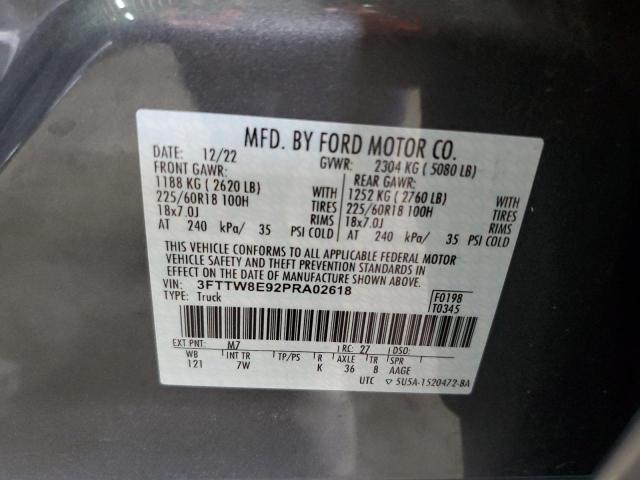 MFD. BY FORD MOTOR CO.
DATE: 12/22 GVWR: 2304 KG ( 5080 LB)
FRONT GAWR: REAR GAWR:
1188 KG ( 2620 LB) WITH 1252 KG ( 2760 LB) WITH
225/60R18 100H TIRES 225/60R18 100H TIRES
18x7.0J RIMS 18x7.0J RIMS
AT 240 kPa/ 35 PSI COLD AT 240 kPa/ 35 PSI COLD
THIS VEHICLE CONFORMS TO ALL APPLICABLE FEDERAL MOTOR
VEHICLE SAFETY AND THEFT PREVENTION STANDARDS IN
EFFECT ON THE DATE OF MANUFACTURE SHOWN ABOVE.
VIN: 3FTTW8E92PRA02618 F0198
TYPE: Truck T0345
EXT PNT: M7 RC: 27 DSO:
WB INT TR TP/PS R AXLE TR SPR
121 7W K 36 8 AAGE
UTC ▽ 5U5A-1520472-BA